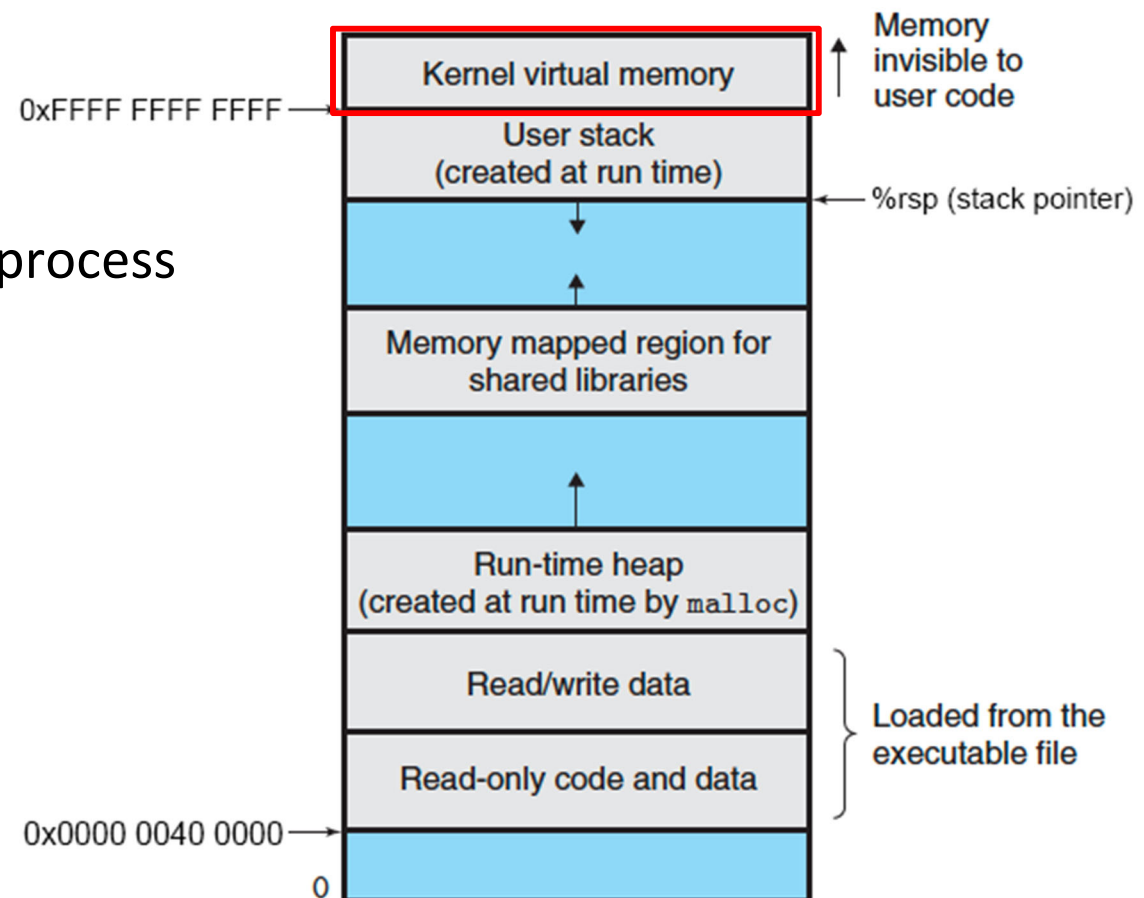 Memory
invisible to
user code
Kernel virtual memory
0xFFFF FFFF FFFF
User stack
(created at run time)
%rsp (stack pointer)
process
Memory mapped region for
shared libraries
Run-time heap
(created at run time by malloc)
Read/write data
Loaded from the
executable file
Read-only code and data
0x0000 0040 0000
0